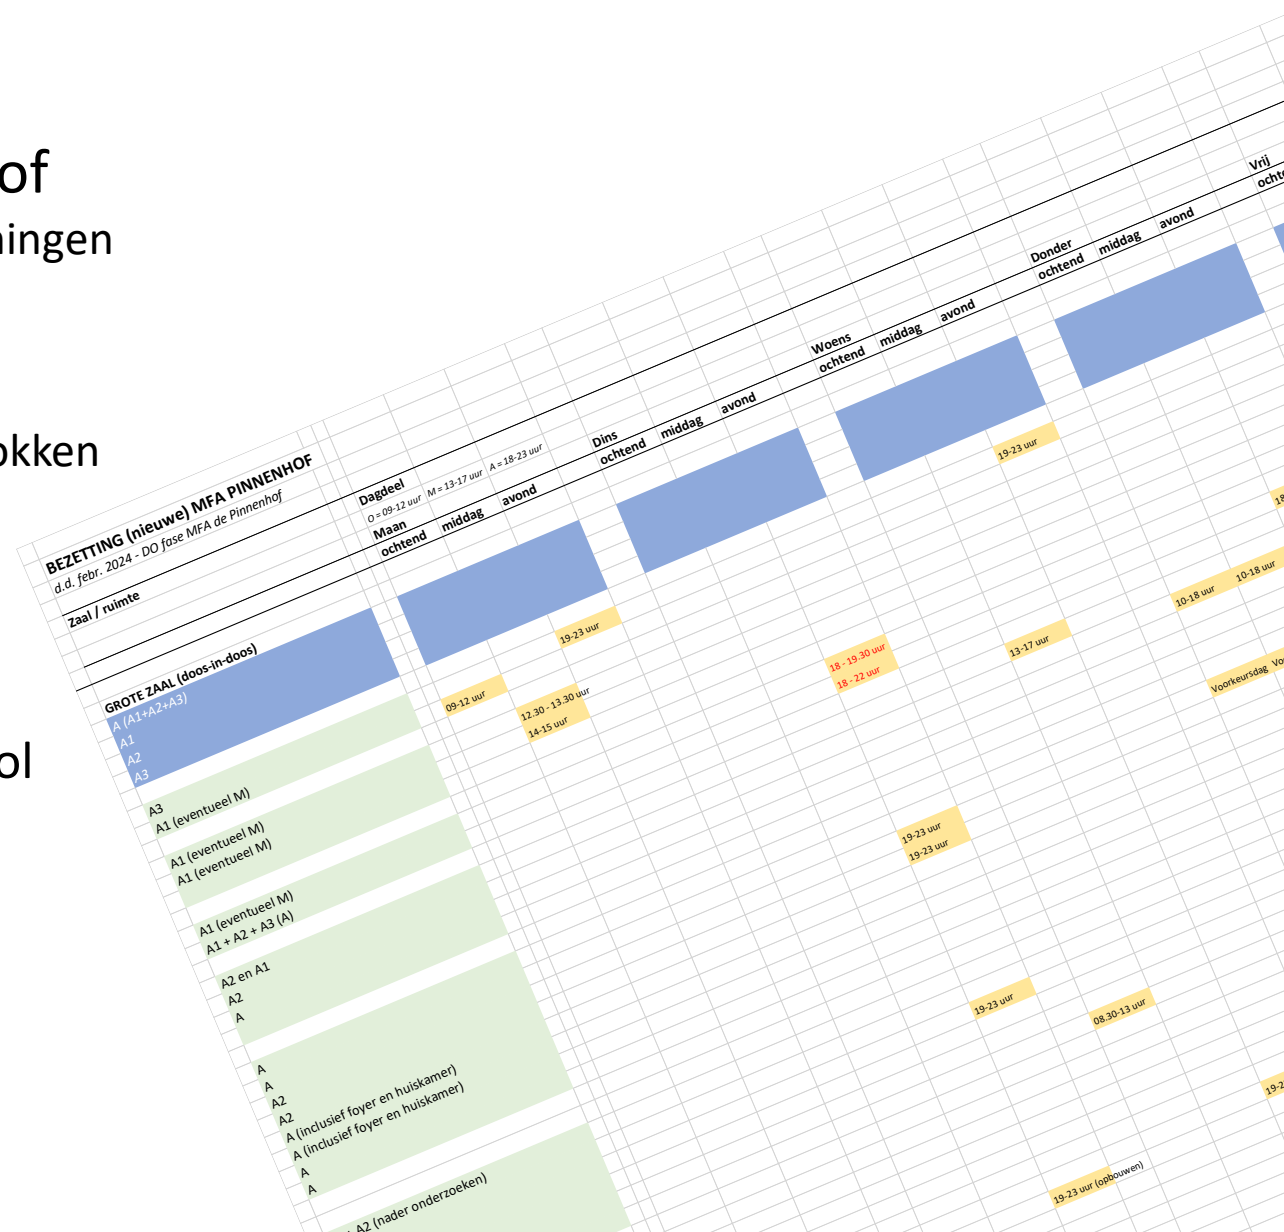 of
ningen
okken
ol
BEZETTING (nieuwe) MFA PINNENHOF
d.d. febr. 2024 - DO fase MFA de Pinnenhof
Zaal / ruimte
Dagdeel
O = 09-12 uur M = 13-17 uur A = 18-23 uur
Maan
ochtend middag avond
Dins
ochtend middag avond
Woens
ochtend middag avond
Donder
ochtend middag avond
Vrij
ochte
GROTE ZAAL (doos-in-doos)
A (A1+A2+A3)
A1
A2
A3
A3
A1 (eventueel M)
A1 (eventueel M)
A1 (eventueel M)
A1 (eventueel M)
A1 + A2 + A3 (A)
A2 en A1
A2
A
A
A
A2
A2
A (inclusief foyer en huiskamer)
A (inclusief foyer en huiskamer)
A
A
A2 (nader onderzoeken)
19-23 uur
19-23 uur
09-12 uur
12.30 - 13.30 uur
14-15 uur
18 - 19.30 uur
18 - 22 uur
13-17 uur
18
10-18 uur 10-18 uur
Voorkeursdag Vo
19-23 uur
19-23 uur
19-23 uur
08.30-13 uur
19-2
19-23 uur (opbouwen)